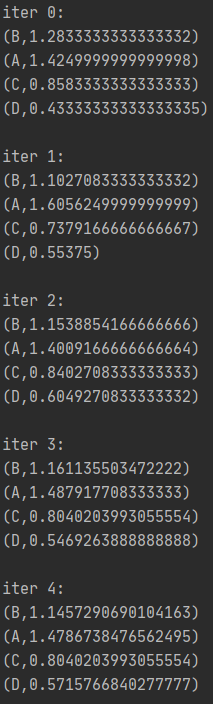 iter 0:
(B,1.2833333333333332)
(A,1.4249999999999998)
(C,0.8583333333333333)
(D,0.43333333333333335)
iter 1:
(B,1.1027083333333332)
(A,1.6056249999999999)
(C,0.7379166666666667)
(D,0.55375)
iter 2:
(B,1.1538854166666666)
(A,1.4009166666666664)
(C,0.8402708333333333)
(D,0.6049270833333332)
iter 3:
(B,1.161135503472222)
(A,1.487917708333333)
(C,0.8040203993055554)
(D,0.5469263888888888)
iter 4:
(B,1.1457290690104163)
(A,1.4786738476562495)
(C,0.8040203993055554)
(D,0.5715766840277777)